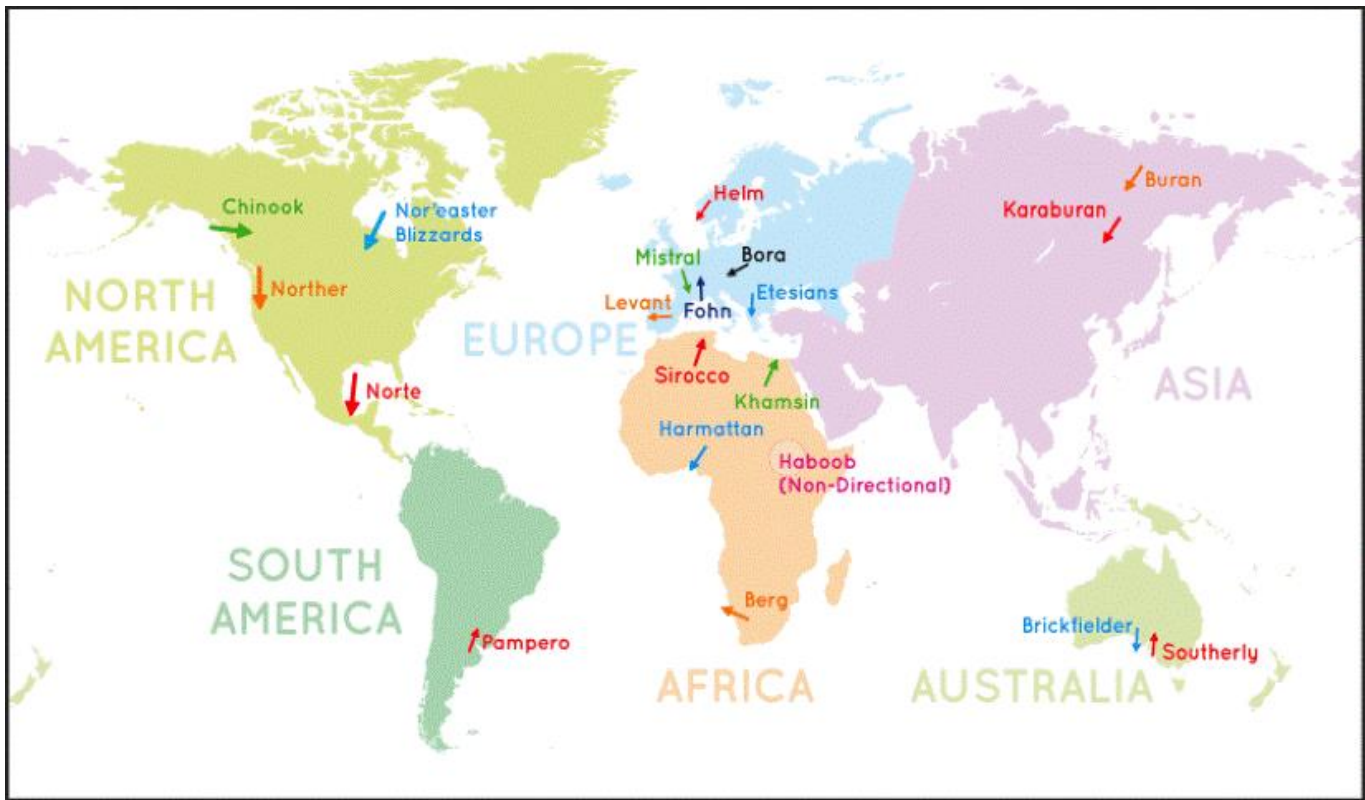 Helm
Buran
Chinook
Nor'easter
Blizzards
Karaburan
Mistral
Bora
Norther
Levant
Etesians
Fohn
NORTH
AMERICA
EUROPE
Sirocco
Norte
Khamsin
ASIA
Harmattan
Haboob
(Non-Directional)
SOUTH
AMERICA
Berg
Pampero
Brickfielder
Southerly
AFRICA
AUSTRALIA